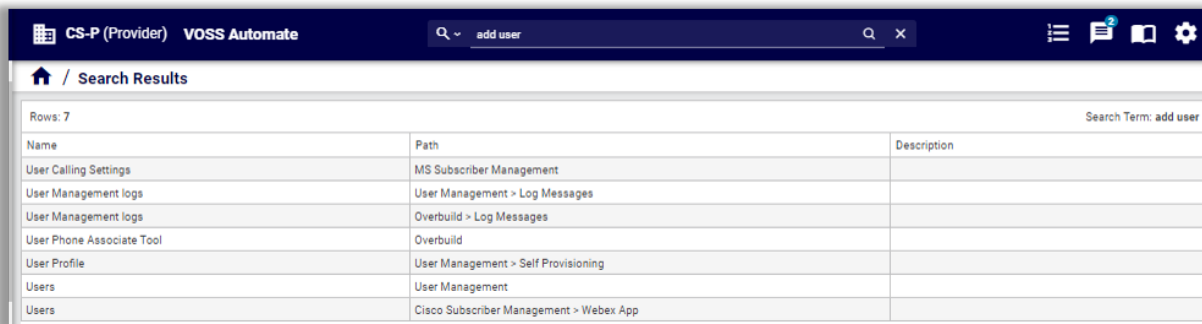 CS-P (Provider) VOSS Automate add user 2
/ Search Results
Rows: 7 Search Term: add user
Name Path Description
User Calling Settings MS Subscriber Management
User Management logs User Management > Log Messages
User Management logs Overbuild > Log Messages
User Phone Associate Tool Overbuild
User Profile User Management > Self Provisioning
Users User Management
Users Cisco Subscriber Management > Webex App